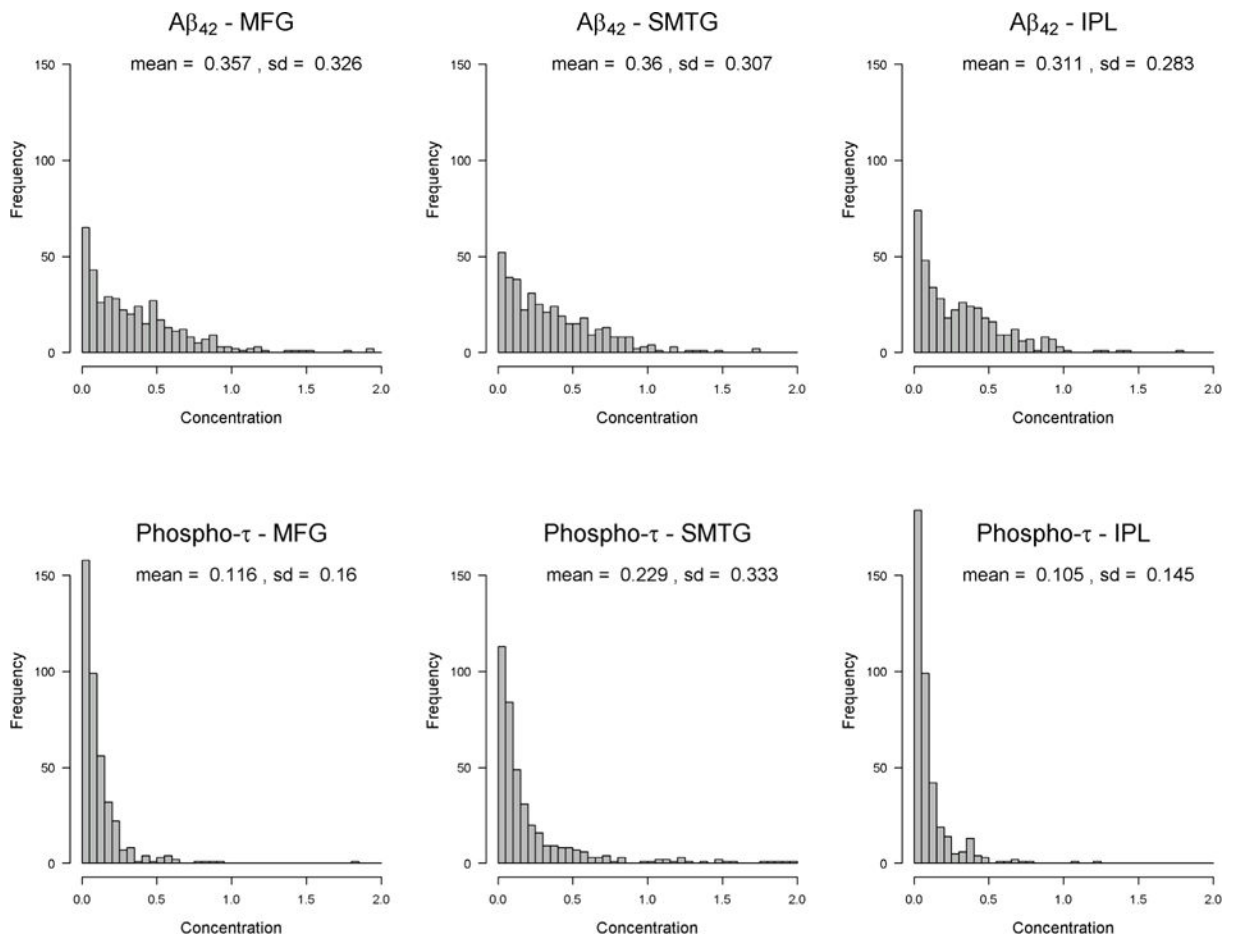 Aβ₄₂ - MFG
mean = 0.357 , sd = 0.326
150
100
50
0
Frequency
0.0 0.5 1.0 1.5 2.0
Concentration
Aβ₄₂ - SMTG
mean = 0.36 , sd = 0.307
150
100
50
0
Frequency
0.0 0.5 1.0 1.5 2.0
Concentration
Aβ₄₂ - IPL
mean = 0.311 , sd = 0.283
150
100
50
0
Frequency
0.0 0.5 1.0 1.5 2.0
Concentration
Phospho-τ - MFG
mean = 0.116 , sd = 0.16
150
100
50
0
Frequency
0.0 0.5 1.0 1.5 2.0
Concentration
Phospho-τ - SMTG
mean = 0.229 , sd = 0.333
150
100
50
0
Frequency
0.0 0.5 1.0 1.5 2.0
Concentration
Phospho-τ - IPL
mean = 0.105 , sd = 0.145
150
100
50
0
Frequency
0.0 0.5 1.0 1.5 2.0
Concentration